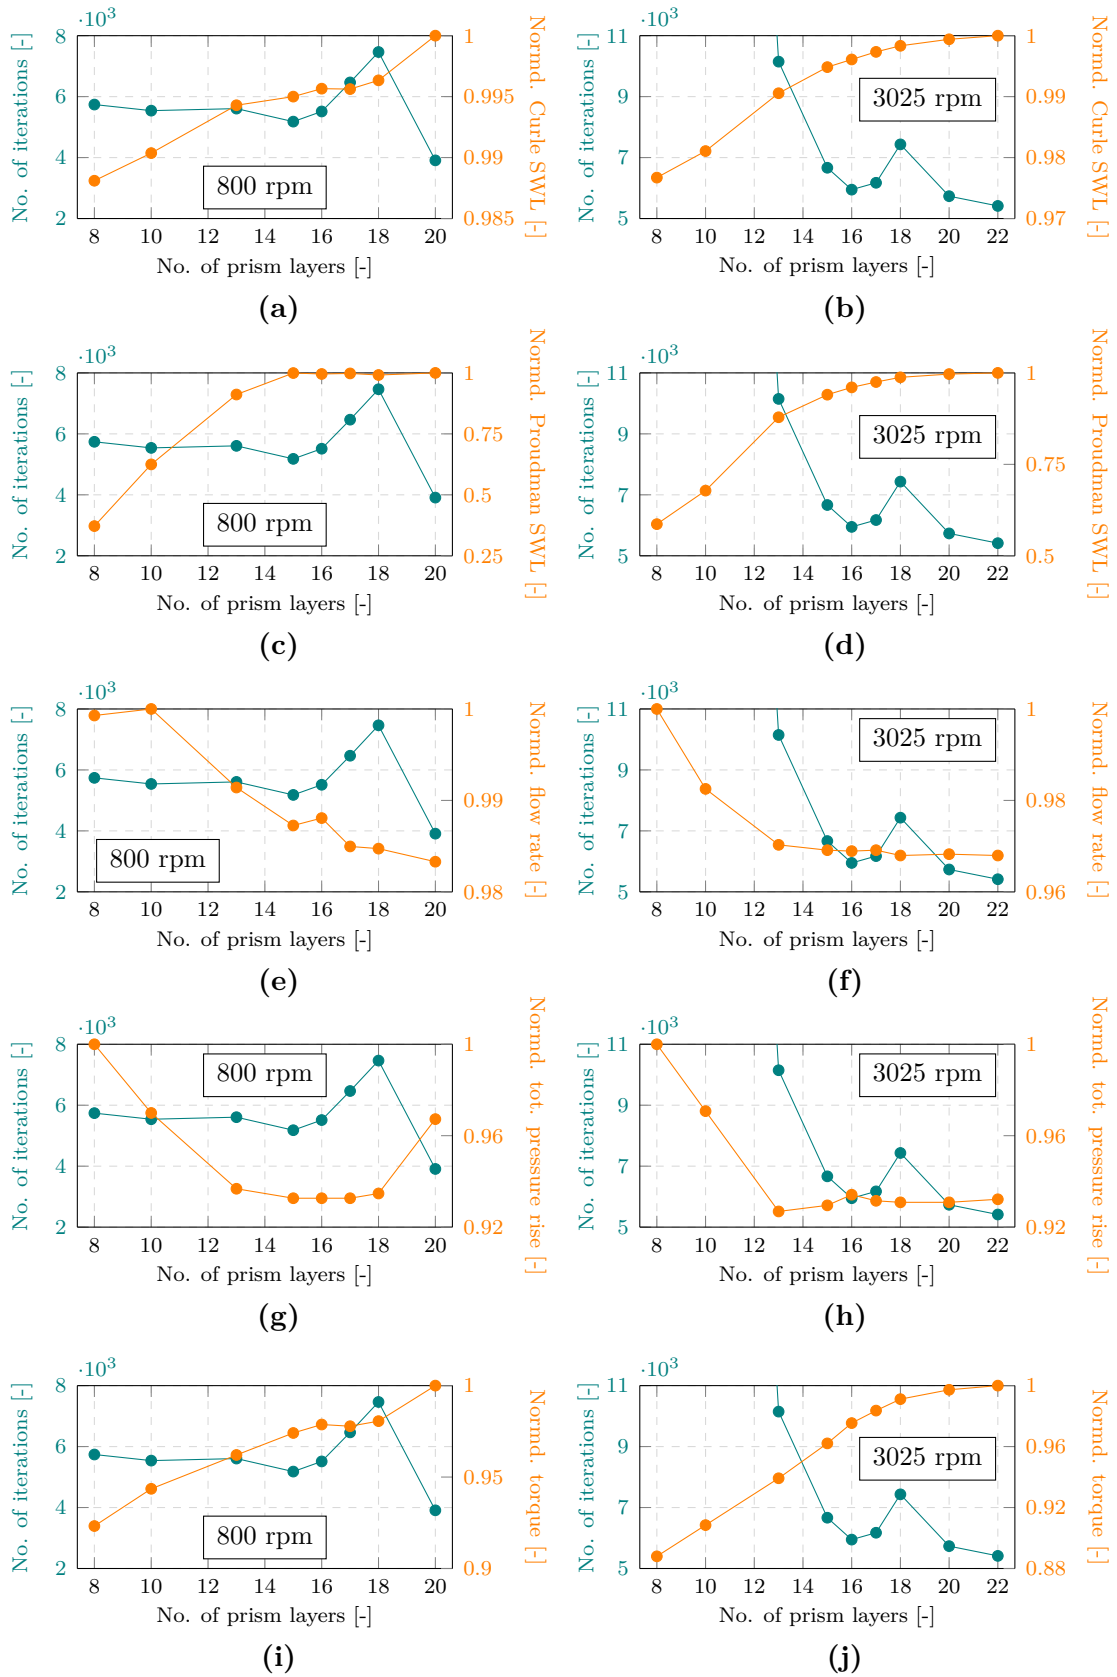 ·10³
8
6
4
2
No. of iterations [-]
1
0.995
0.99
0.985
Normd. Curle SWL [-]
800 rpm
8 10 12 14 16 18 20
No. of prism layers [-]
(a)
11
9
7
5
No. of iterations [-]
1
0.99
0.98
0.97
Normd. Curle SWL [-]
3025 rpm
8 10 12 14 16 18 20 22
No. of prism layers [-]
(b)
·10³
8
6
4
2
No. of iterations [-]
1
0.75
0.5
0.25
Normd. Proudman SWL [-]
800 rpm
8 10 12 14 16 18 20
No. of prism layers [-]
(c)
·10³
11
9
7
5
No. of iterations [-]
1
0.75
0.5
Normd. Proudman SWL [-]
3025 rpm
8 10 12 14 16 18 20 22
No. of prism layers [-]
(d)
·10³
8
6
4
2
No. of iterations [-]
1
0.99
0.98
Normd. flow rate [-]
800 rpm
8 10 12 14 16 18 20
No. of prism layers [-]
(e)
·10³
11
9
7
5
No. of iterations [-]
1
0.98
0.96
Normd. flow rate [-]
3025 rpm
8 10 12 14 16 18 20 22
No. of prism layers [-]
(f)
·10³
8
6
4
2
No. of iterations [-]
1
0.96
0.92
Normd. tot. pressure rise [-]
800 rpm
8 10 12 14 16 18 20
No. of prism layers [-]
(g)
·10³
11
9
7
5
No. of iterations [-]
1
0.96
0.92
Normd. tot. pressure rise [-]
3025 rpm
8 10 12 14 16 18 20 22
No. of prism layers [-]
(h)
·10³
8
6
4
2
No. of iterations [-]
1
0.95
0.9
Normd. torque [-]
800 rpm
8 10 12 14 16 18 20
No. of prism layers [-]
(i)
·10³
11
9
7
5
No. of iterations [-]
1
0.96
0.92
0.88
Normd. torque [-]
3025 rpm
8 10 12 14 16 18 20 22
No. of prism layers [-]
(j)